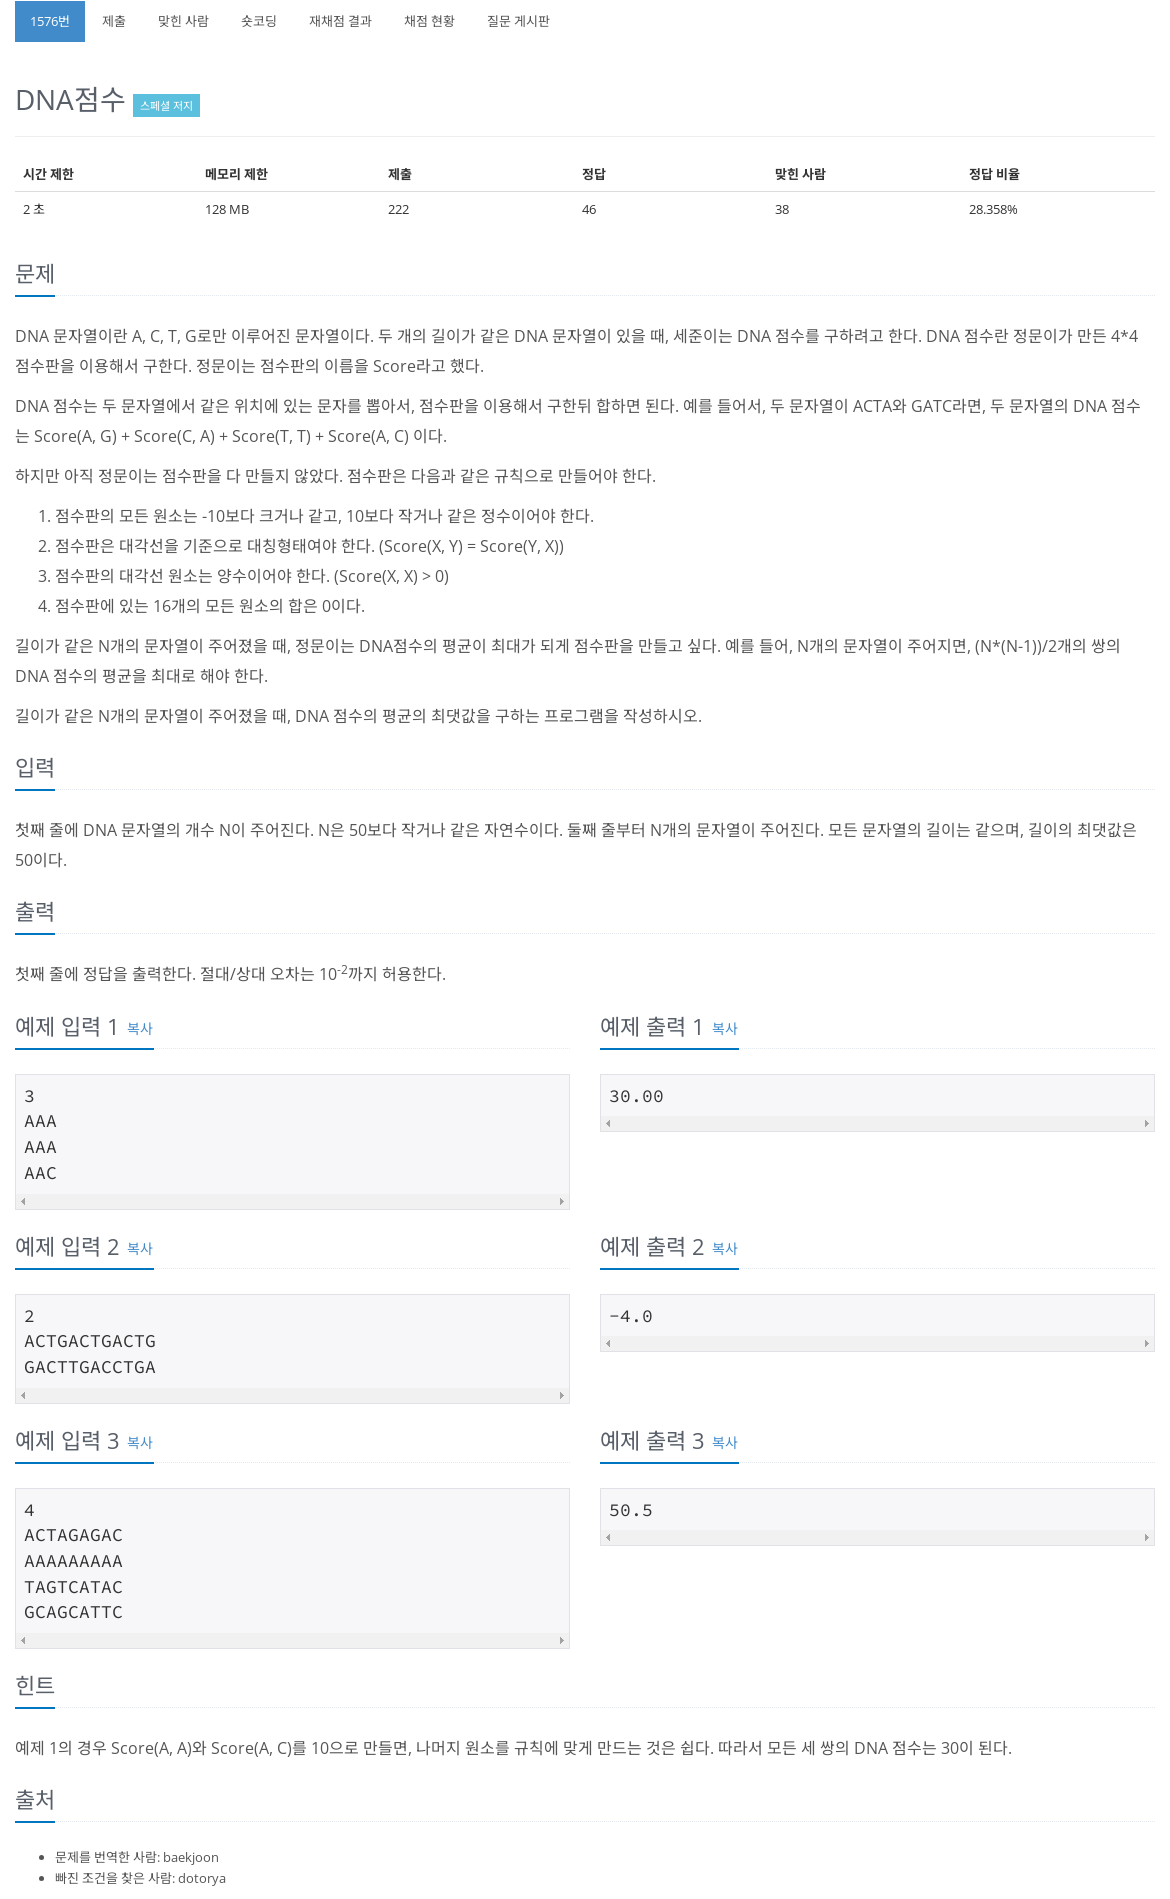 1576번 제출 맞힌 사람 숏코딩 재채점 결과 채점 현황 질문 게시판
DNA점수 스페셜 저지
시간 제한 메모리 제한 제출 정답 맞힌 사람 정답 비율
2 초 128 MB 222 46 38 28.358%
문제
DNA 문자열이란 A, C, T, G로만 이루어진 문자열이다. 두 개의 길이가 같은 DNA 문자열이 있을 때, 세준이는 DNA 점수를 구하려고 한다. DNA 점수란 정문이가 만든 4*4
점수판을 이용해서 구한다. 정문이는 점수판의 이름을 Score라고 했다.
DNA 점수는 두 문자열에서 같은 위치에 있는 문자를 뽑아서, 점수판을 이용해서 구한뒤 합하면 된다. 예를 들어서, 두 문자열이 ACTA와 GATC라면, 두 문자열의 DNA 점수
는 Score(A, G) + Score(C, A) + Score(T, T) + Score(A, C) 이다.
하지만 아직 정문이는 점수판을 다 만들지 않았다. 점수판은 다음과 같은 규칙으로 만들어야 한다.
1. 점수판의 모든 원소는 -10보다 크거나 같고, 10보다 작거나 같은 정수이어야 한다.
2. 점수판은 대각선을 기준으로 대칭형태여야 한다. (Score(X, Y) = Score(Y, X))
3. 점수판의 대각선 원소는 양수이어야 한다. (Score(X, X) > 0)
4. 점수판에 있는 16개의 모든 원소의 합은 0이다.
길이가 같은 N개의 문자열이 주어졌을 때, 정문이는 DNA점수의 평균이 최대가 되게 점수판을 만들고 싶다. 예를 들어, N개의 문자열이 주어지면, (N*(N-1))/2개의 쌍의
DNA 점수의 평균을 최대로 해야 한다.
길이가 같은 N개의 문자열이 주어졌을 때, DNA 점수의 평균의 최댓값을 구하는 프로그램을 작성하시오.
입력
첫째 줄에 DNA 문자열의 개수 N이 주어진다. N은 50보다 작거나 같은 자연수이다. 둘째 줄부터 N개의 문자열이 주어진다. 모든 문자열의 길이는 같으며, 길이의 최댓값은
50이다.
출력
첫째 줄에 정답을 출력한다. 절대/상대 오차는 10-2까지 허용한다.
예제 입력 1 복사
3
AAA
AAA
AAC
예제 출력 1 복사
30.00
예제 입력 2 복사
2
ACTGACTGACTG
GACTTGACCTGA
예제 출력 2 복사
-4.0
예제 입력 3 복사
4
ACTAGAGAC
AAAAAAAAA
TAGTCATAC
GCAGCATTC
예제 출력 3 복사
50.5
힌트
예제 1의 경우 Score(A, A)와 Score(A, C)를 10으로 만들면, 나머지 원소를 규칙에 맞게 만드는 것은 쉽다. 따라서 모든 세 쌍의 DNA 점수는 30이 된다.
출처
문제를 번역한 사람: baekjoon
빠진 조건을 찾은 사람: dotorya